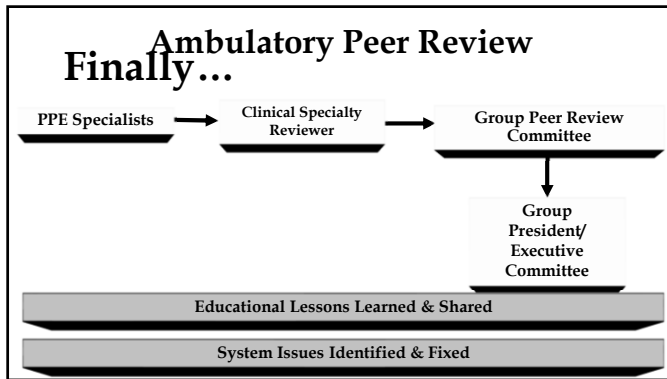 Ambulatory Peer Review
Finally…
PPE Specialists
Clinical Specialty
Reviewer
Group Peer Review
Committee
Group
President/
Executive
Committee
Educational Lessons Learned & Shared
System Issues Identified & Fixed